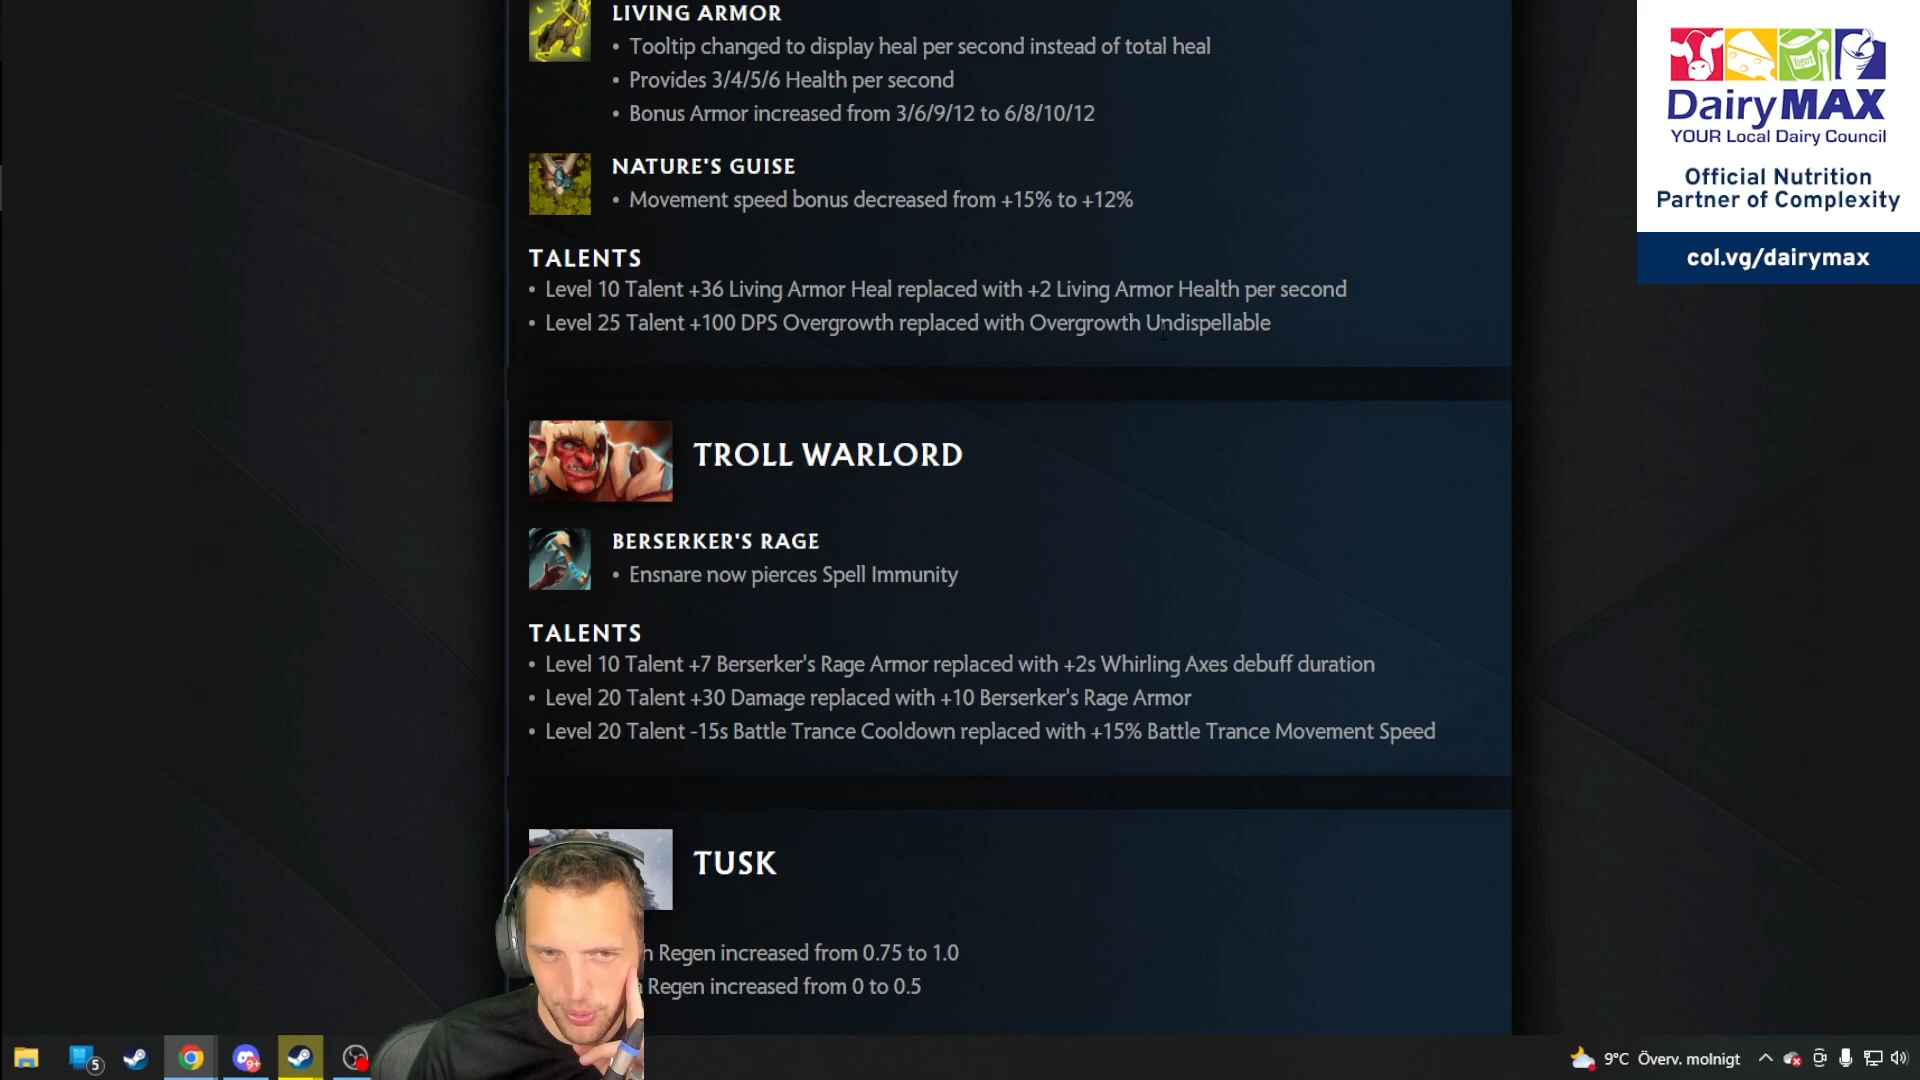 LIVING ARMOR
• Tooltip changed to display heal per second instead of total heal
• Provides 3/4/5/6 Health per second
• Bonus Armor increased from 3/6/9/12 to 6/8/10/12
NATURE'S GUISE
• Movement speed bonus decreased from +15% to +12%
TALENTS
• Level 10 Talent +36 Living Armor Heal replaced with +2 Living Armor Health per second
• Level 25 Talent +100 DPS Overgrowth replaced with Overgrowth Undispellable
TROLL WARLORD
BERSERKER'S RAGE
• Ensnare now pierces Spell Immunity
TALENTS
• Level 10 Talent +7 Berserker's Rage Armor replaced with +2s Whirling Axes debuff duration
• Level 20 Talent +30 Damage replaced with +10 Berserker's Rage Armor
• Level 20 Talent -15s Battle Trance Cooldown replaced with +15% Battle Trance Movement Speed
TUSK
Regen increased from 0.75 to 1.0
Regen increased from 0 to 0.5
DairyMAX
YOUR Local Dairy Council
Official Nutrition
Partner of Complexity
col.vg/dairymax
5
9+
9°C Överv. molnigt